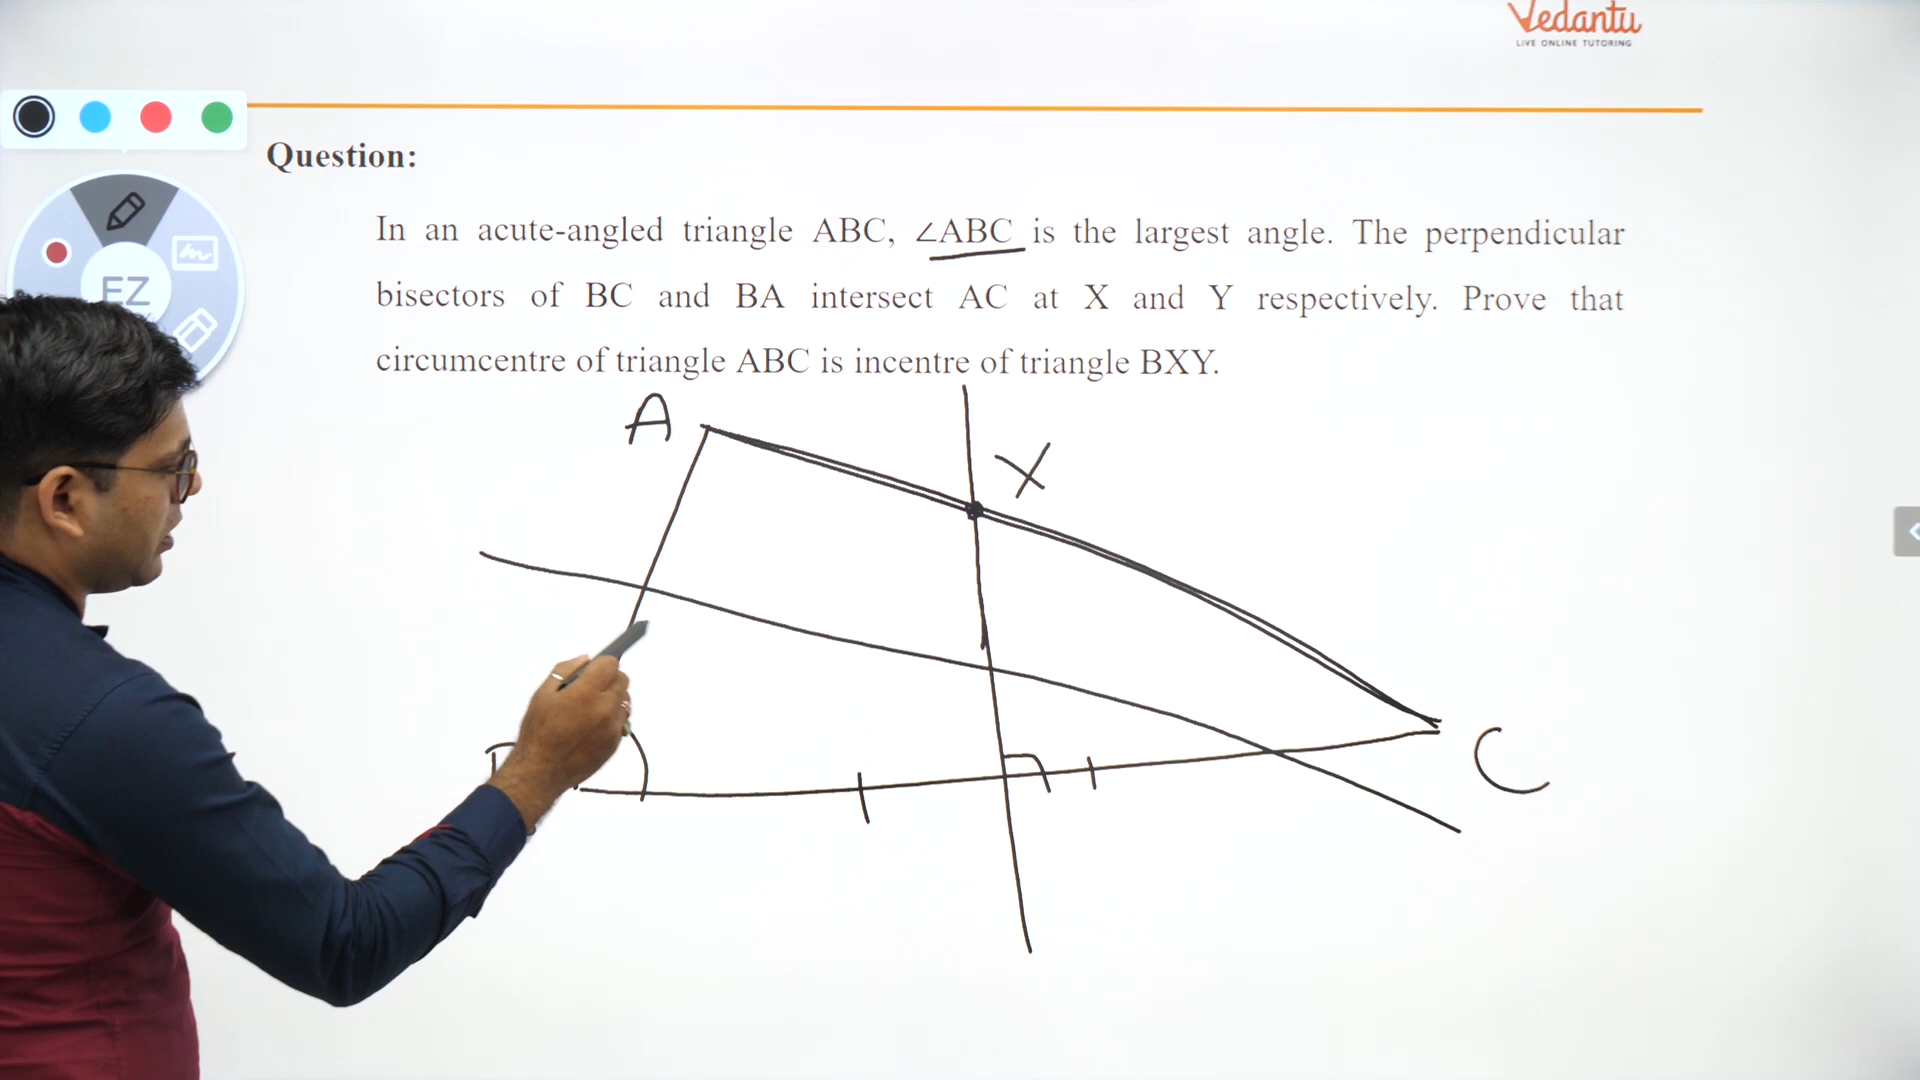 Vedantu
LIVE ONLINE TUTORING
Question:
In an acute-angled triangle ABC, ∠ABC is the largest angle. The perpendicular
bisectors of BC and BA intersect AC at X and Y respectively. Prove that
circumcentre of triangle ABC is incentre of triangle BXY.
EZ
A
X
C